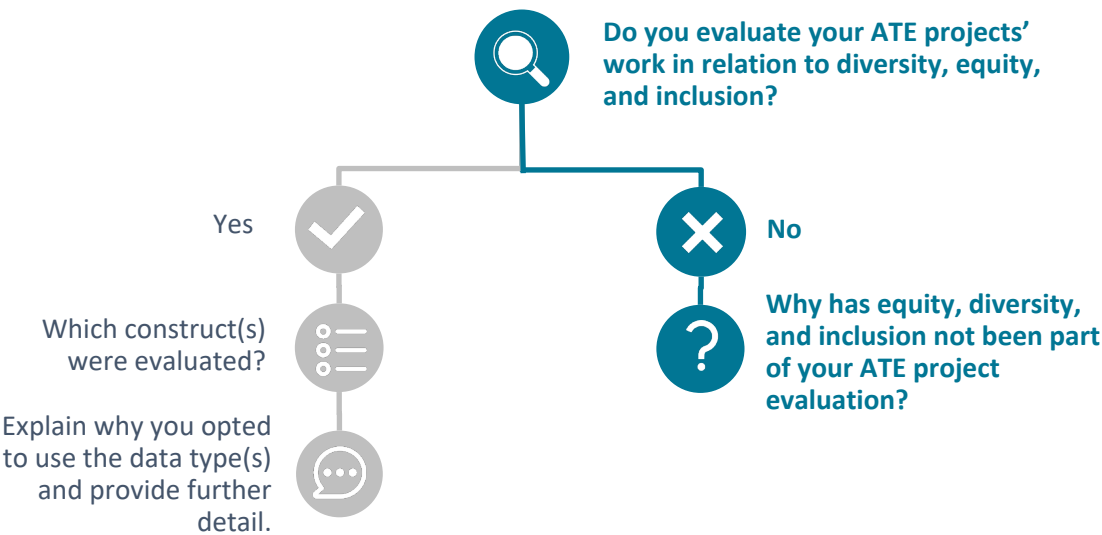 Do you evaluate your ATE projects’
work in relation to diversity, equity,
and inclusion?
Yes
No
Which construct(s)
were evaluated?
Why has equity, diversity,
and inclusion not been part
of your ATE project
evaluation?
Explain why you opted
to use the data type(s)
and provide further
detail.